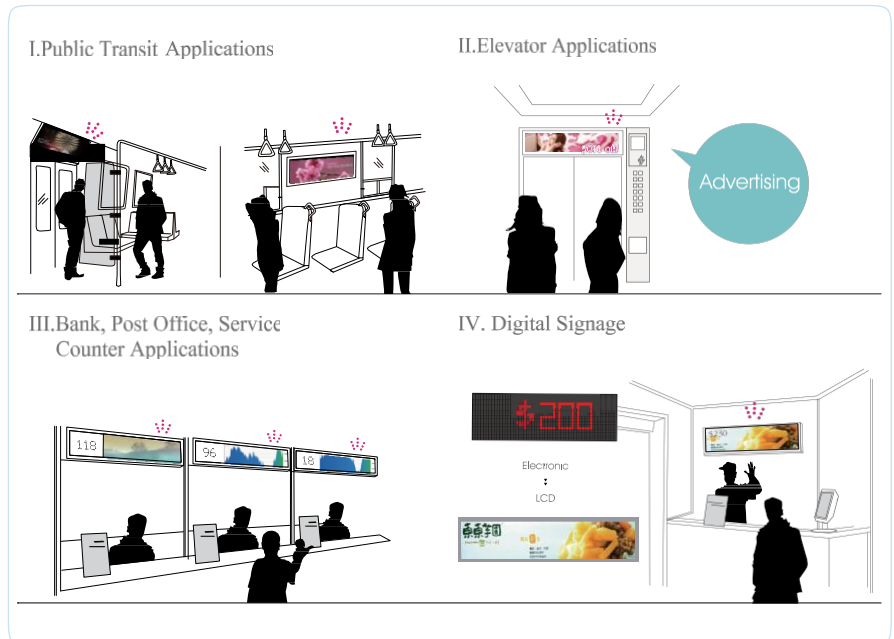 I.Public Transit Applications
II.Elevator Applications
Advertising
III.Bank, Post Office, Service
Counter Applications
118
96
18
IV. Digital Signage
$200
Electronic
LCD
$250